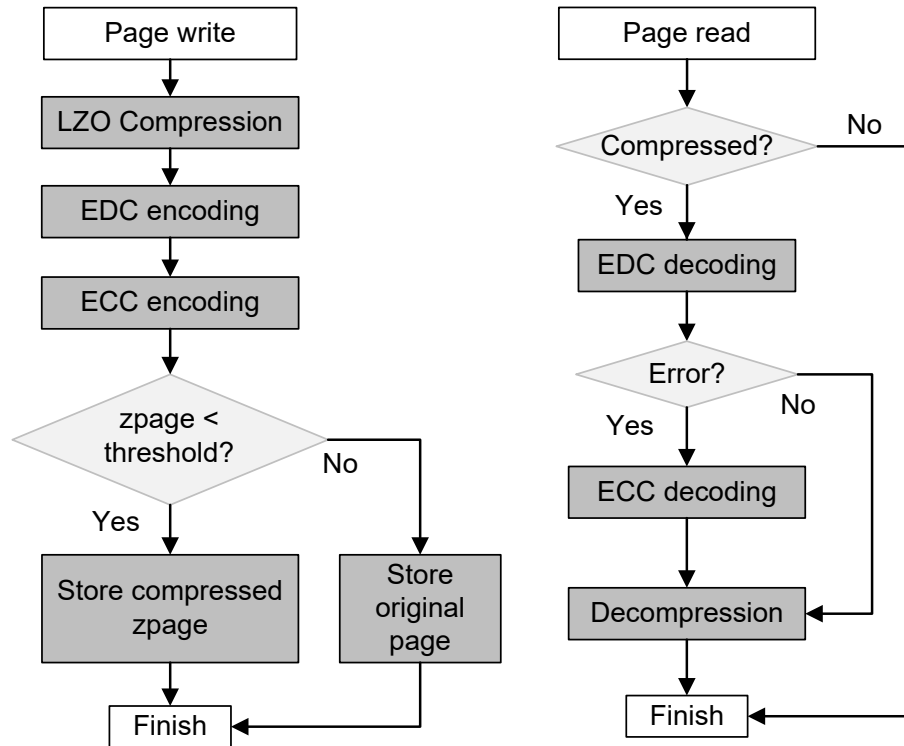 Page write
LZO Compression
EDC encoding
ECC encoding
zpage <
threshold?
No
Yes
Store compressed
zpage
Store
original
page
Finish
Page read
Compressed?
No
Yes
EDC decoding
Error?
No
Yes
ECC decoding
Decompression
Finish